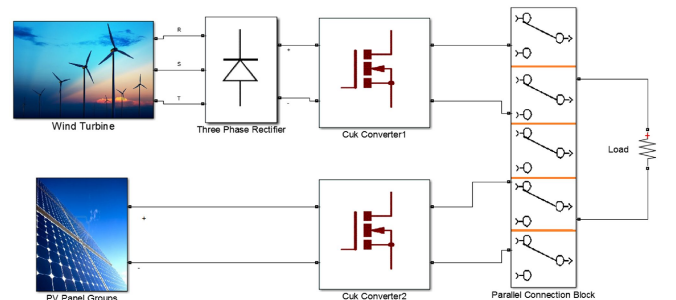 R
S
T
+
-
Wind Turbine
Three Phase Rectifier
Cuk Converter1
Load
+
+
-
PV Panel Groups
Cuk Converter2
Parallel Connection Block